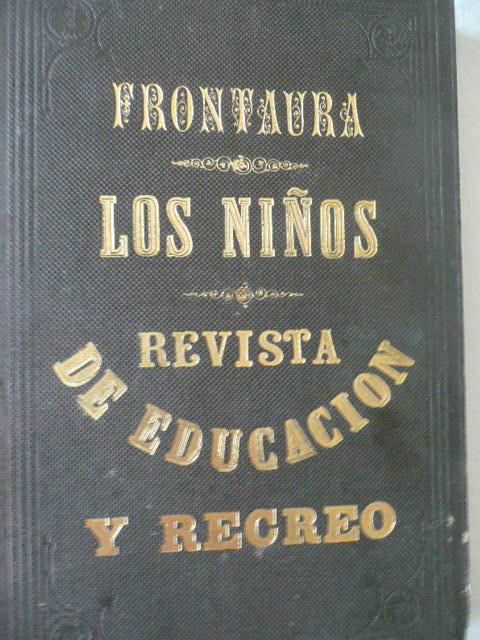 FRONTAURA
LOS NIÑOS
REVISTA
DE EDUCACION
Y RECREO